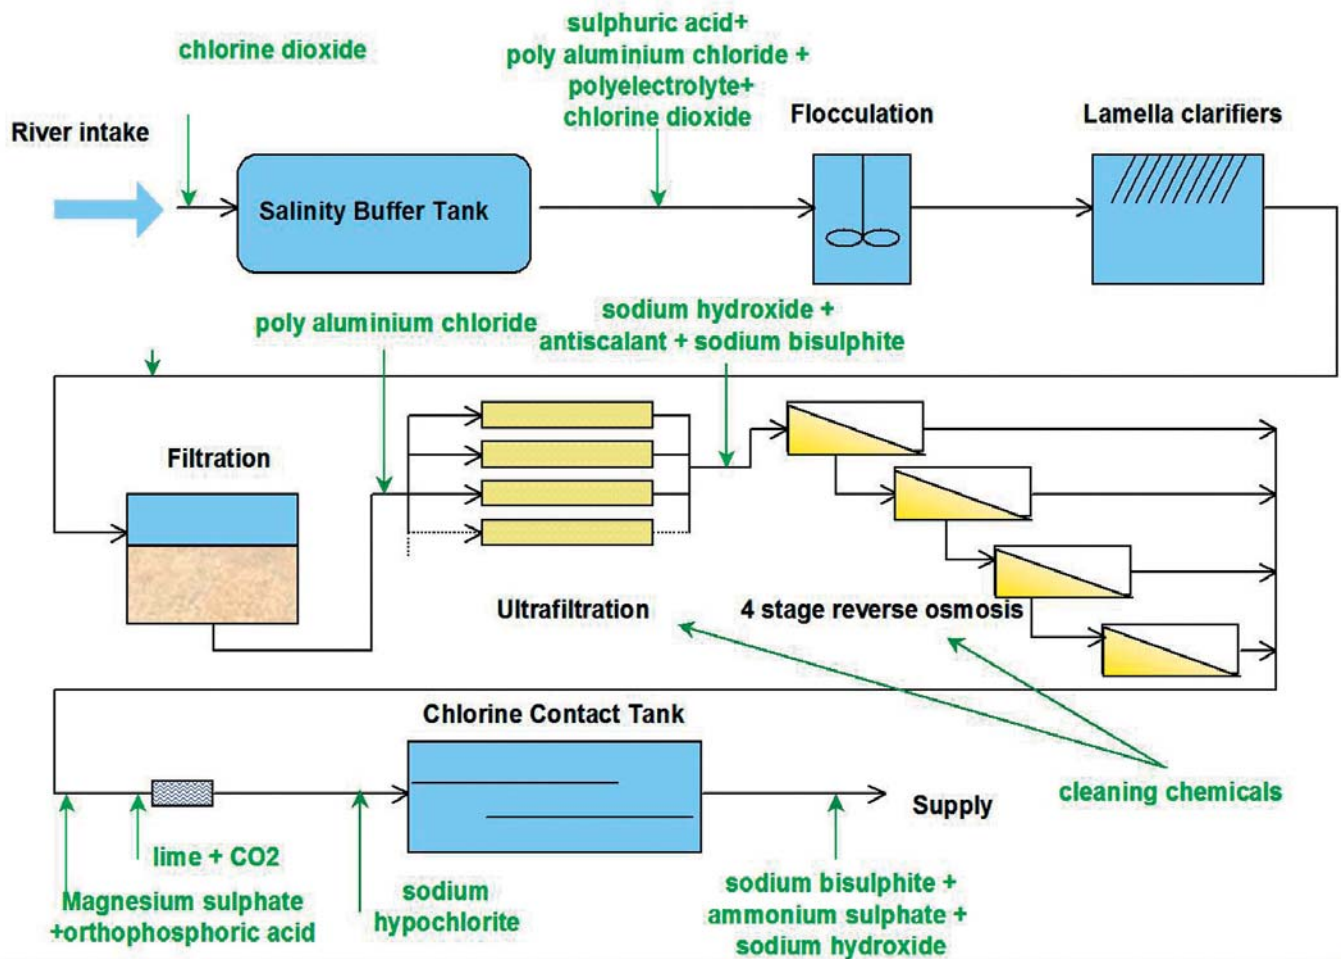 chlorine dioxide
sulphuric acid+
poly aluminium chloride +
polyelectrolyte+
chlorine dioxide
River intake
Flocculation
Lamella clarifiers
Salinity Buffer Tank
poly aluminium chloride
sodium hydroxide +
antiscalant + sodium bisulphite
Filtration
Ultrafiltration
4 stage reverse osmosis
Chlorine Contact Tank
cleaning chemicals
Supply
lime + CO2
Magnesium sulphate
+orthophosphoric acid
sodium
hypochlorite
sodium bisulphite +
ammonium sulphate +
sodium hydroxide